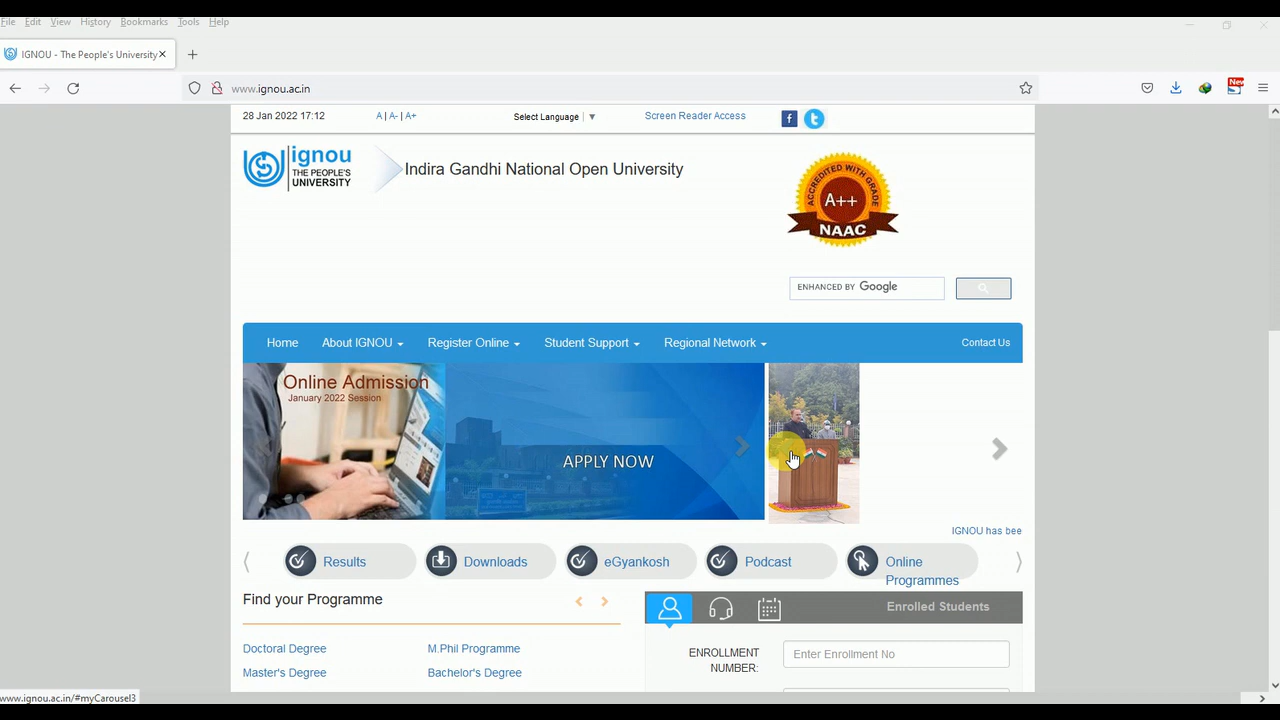 File Edit View History Bookmarks Tools Help
IGNOU - The People's University
www.ignou.ac.in
New
28 Jan 2022 17:12 A | A- | A+ Select Language ▼ Screen Reader Access
ignou
THE PEOPLE'S
UNIVERSITY
Indira Gandhi National Open University
ACCREDITED WITH GRADE
A++
NAAC
ENHANCED BY Google
Home About IGNOU Register Online Student Support Regional Network Contact Us
Online Admission
January 2022 Session
APPLY NOW
IGNOU has bee
Results Downloads eGyankosh Podcast Online
Programmes
Find your Programme
Enrolled Students
Doctoral Degree M.Phil Programme
Master's Degree Bachelor's Degree
ENROLLMENT
NUMBER:
Enter Enrollment No
www.ignou.ac.in/#myCarousel3